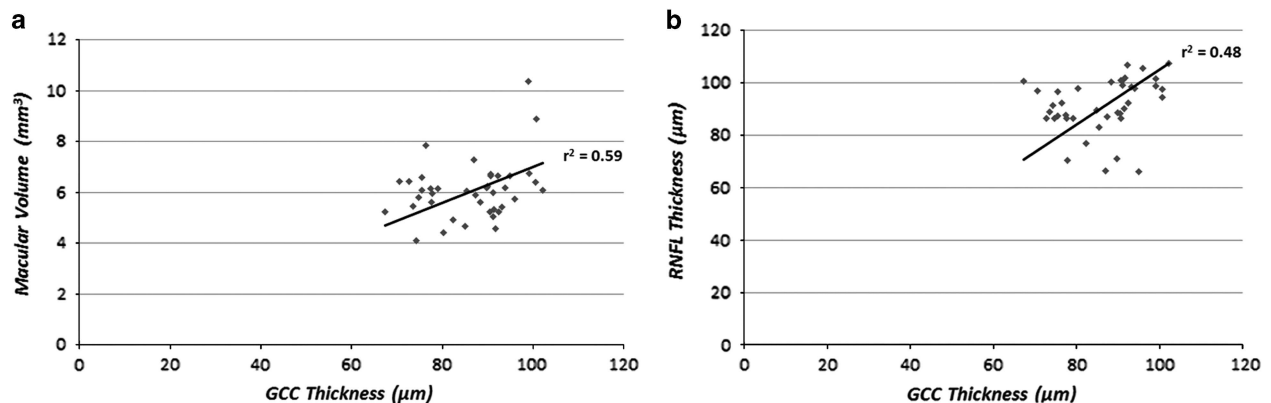 a
Macular Volume (mm³)
12
10
8
6
4
2
0
0 20 40 60 80 100 120
GCC Thickness (μm)
r² = 0.59
b
RNFL Thickness (μm)
120
100
80
60
40
20
0
0 20 40 60 80 100 120
GCC Thickness (μm)
r² = 0.48